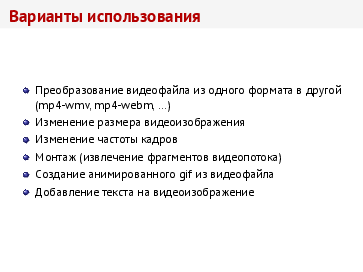 Варианты использования
Преобразование видеофайла из одного формата в другой
(mp4-wmv, mp4-webm, ...)
Изменение размера видеоизображения
Изменение частоты кадров
Монтаж (извлечение фрагментов видеопотока)
Создание анимированного gif из видеофайла
Добавление текста на видеоизображение